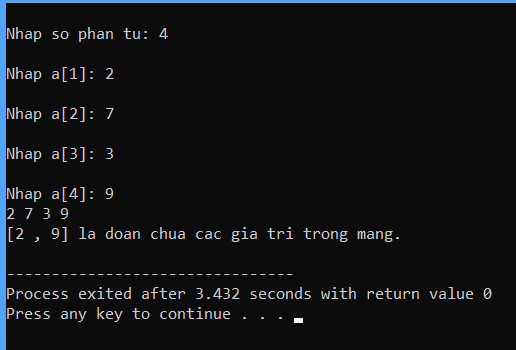 Nhap so phan tu: 4
Nhap a[1]: 2
Nhap a[2]: 7
Nhap a[3]: 3
Nhap a[4]: 9
2 7 3 9
[2 , 9] la doan chua cac gia tri trong mang.
--------------------------------
Process exited after 3.432 seconds with return value 0
Press any key to continue . . .